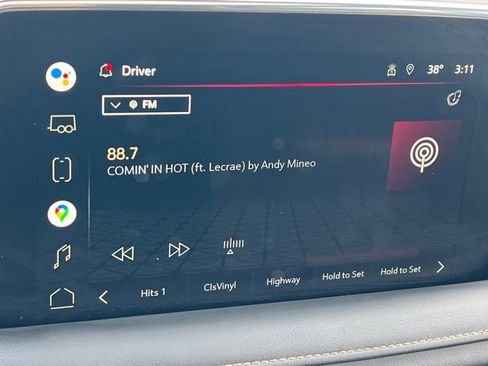 Driver
38° 3:11
FM
88.7
COMIN' IN HOT (ft. Lecrae) by Andy Mineo
Hits 1 ClsVinyl Highway Hold to Set Hold to Set